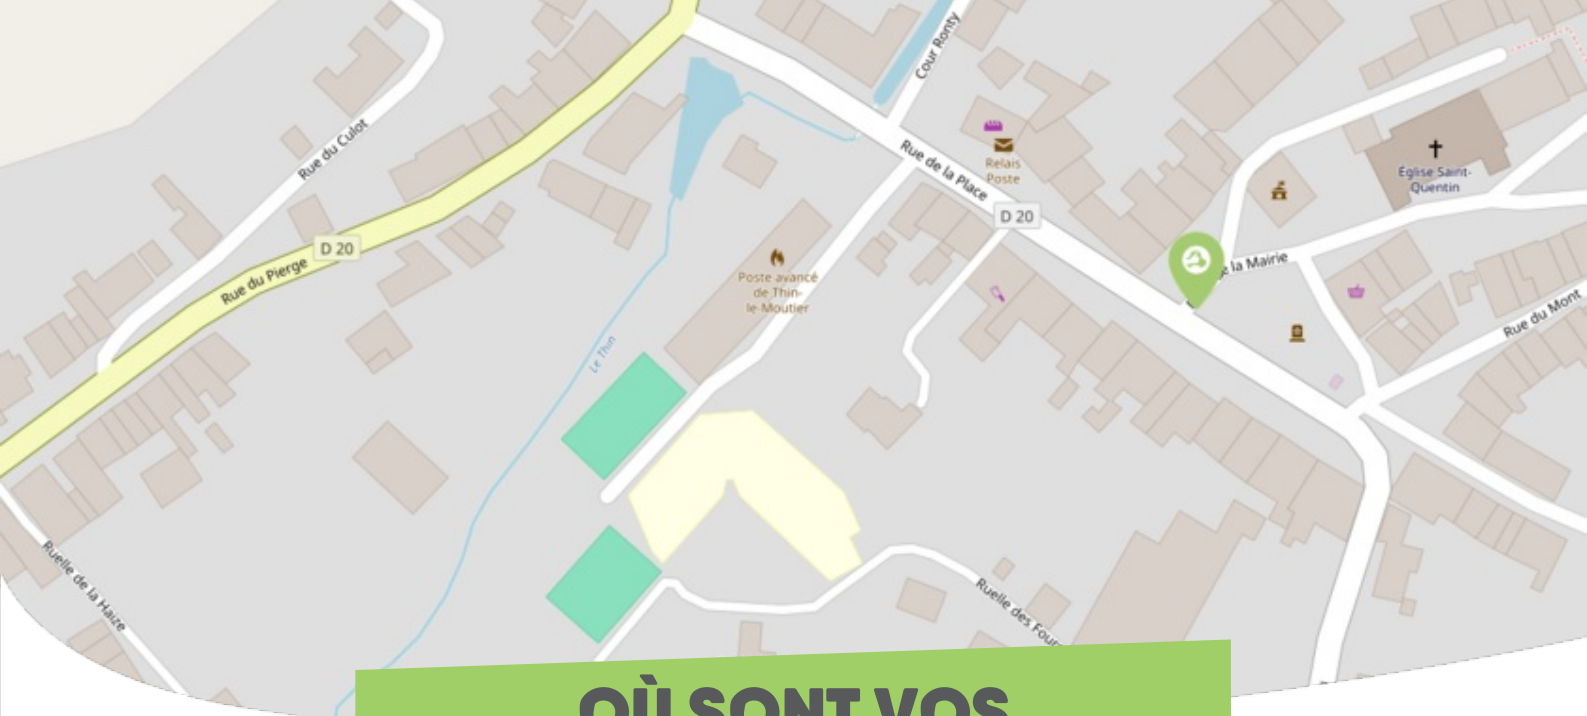 Cour Ronty
Rue du Culot
Rue de la Place
Relais
Poste
Église Saint-
Quentin
D 20
D 20
la Mairie
Rue du Pierge
Poste avancé
de Thin-
le-Moutier
Rue du Mont
Le Thin
Ruelle de la Haize
Ruelle des Four
OÙ SONT VOS